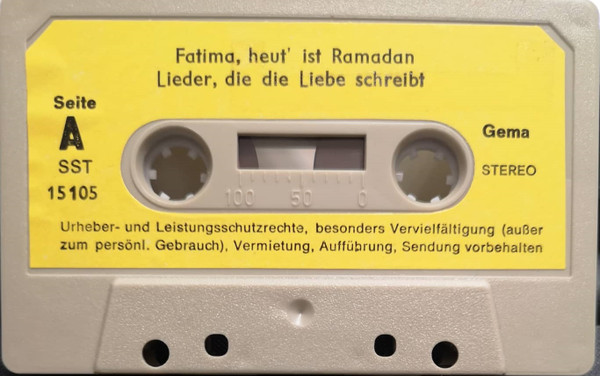 Fatima, heut' ist Ramadan
Lieder, die die Liebe schreibt
Seite
A
SST
15105
Gema
STEREO
100 50 0
Urheber- und Leistungsschutzrechte, besonders Vervielfältigung (außer
zum persönl. Gebrauch), Vermietung, Aufführung, Sendung vorbehalten